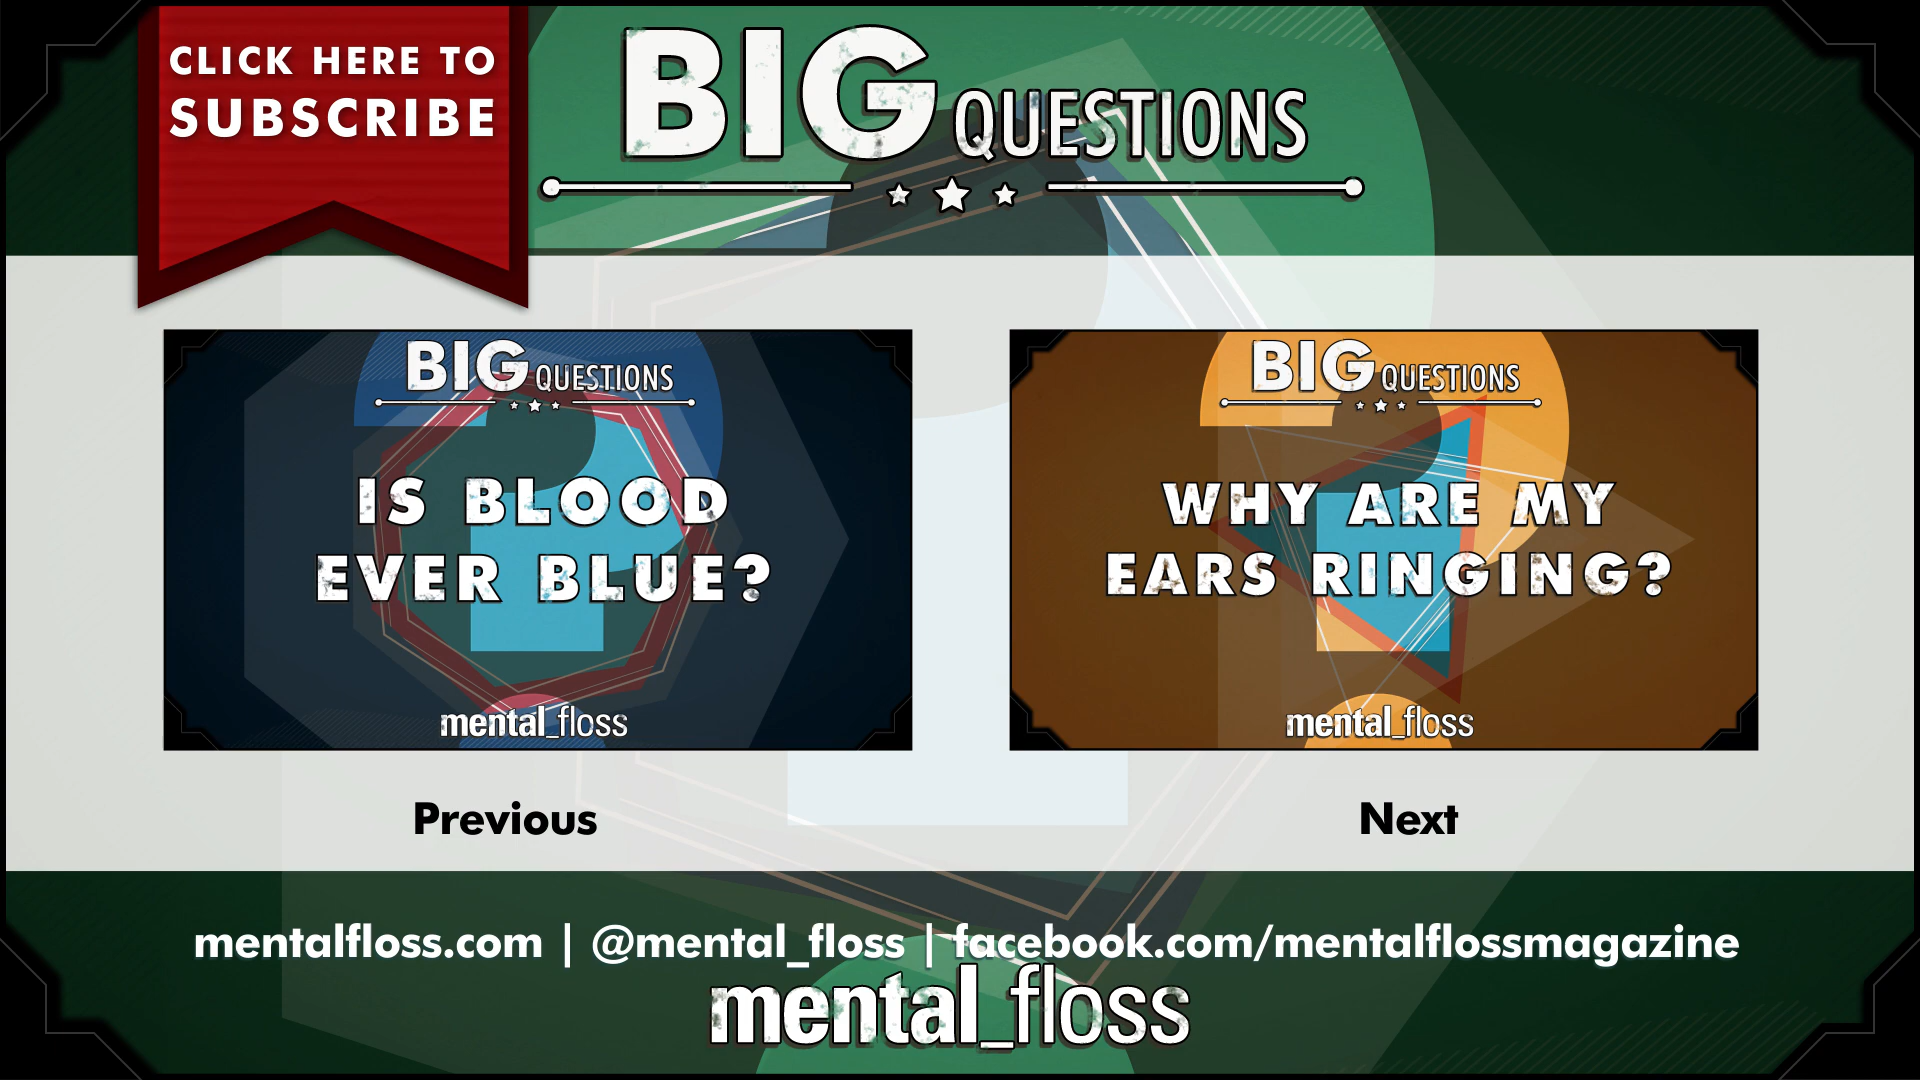 CLICK HERE TO
SUBSCRIBE
BIG QUESTIONS
BIG QUESTIONS
IS BLOOD
EVER BLUE?
mental_floss
Previous
BIG QUESTIONS
WHY ARE MY
EARS RINGING?
mental_floss
Next
mentalfloss.com | @mental_floss | facebook.com/mentalflossmagazine
mental_floss